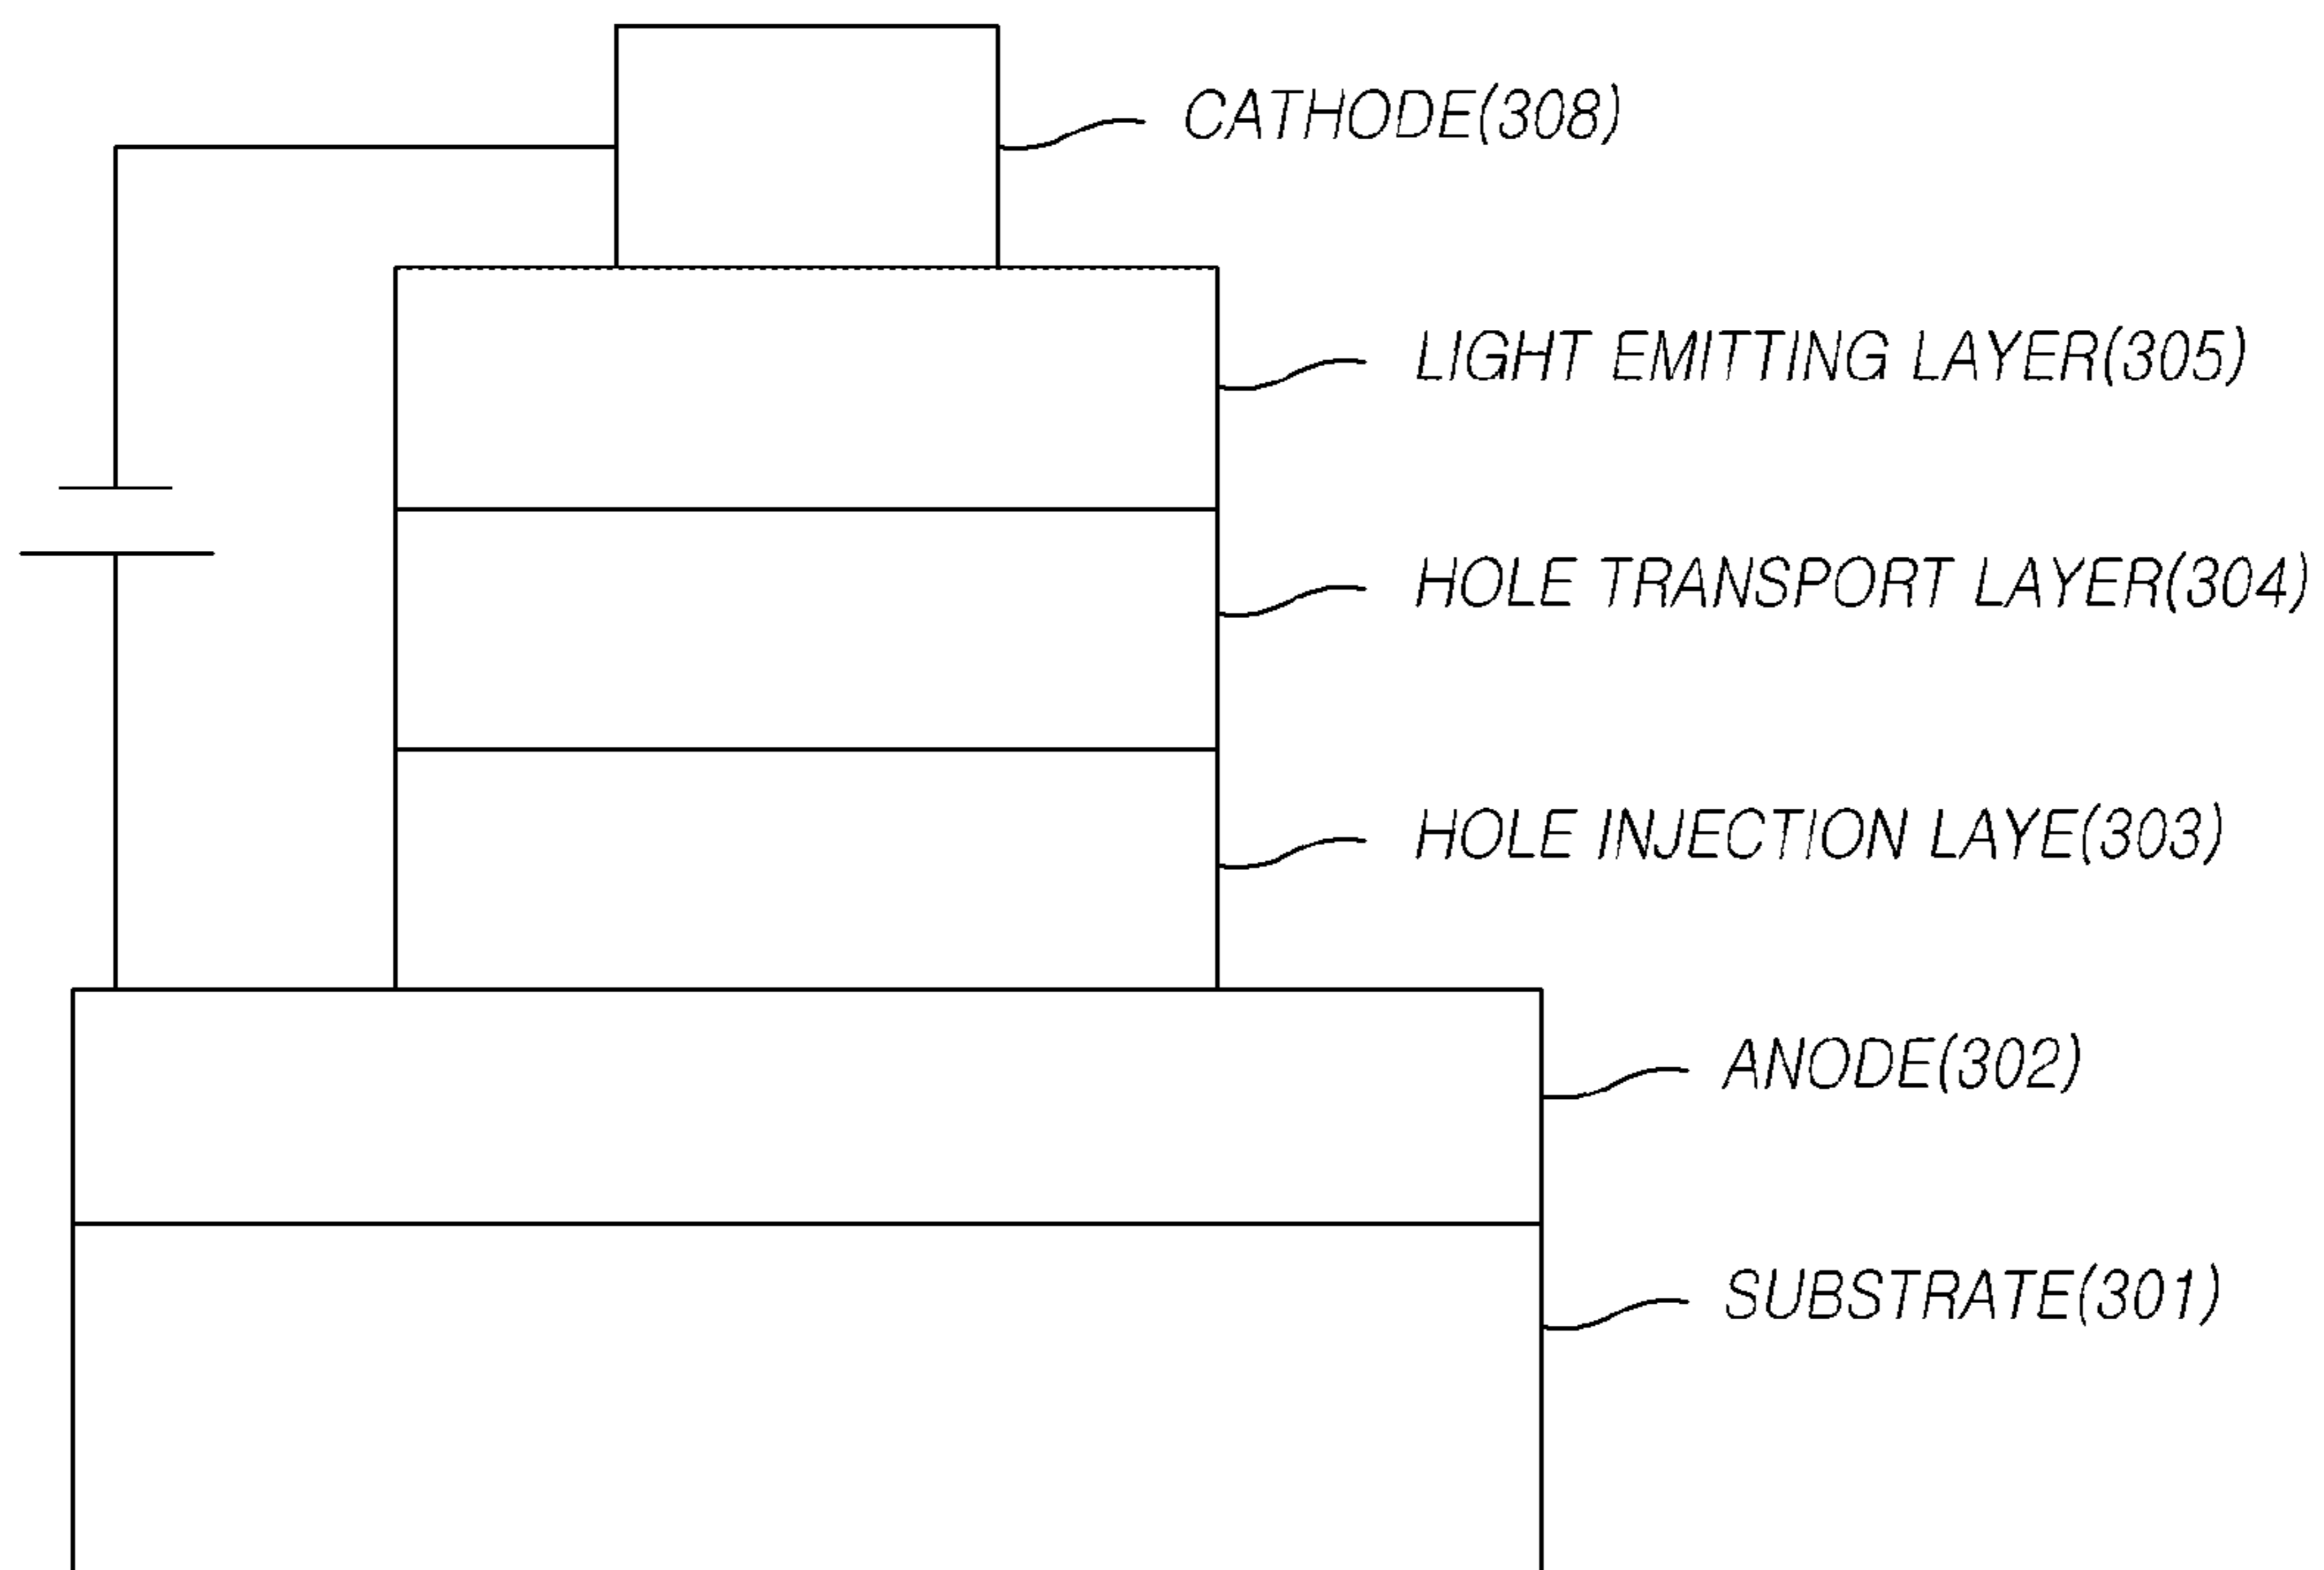 CATHODE(308)
LIGHT EMITTING LAYER(305)
HOLE TRANSPORT LAYER(304)
HOLE INJECTION LAYE(303)
ANODE(302)
SUBSTRATE(301)